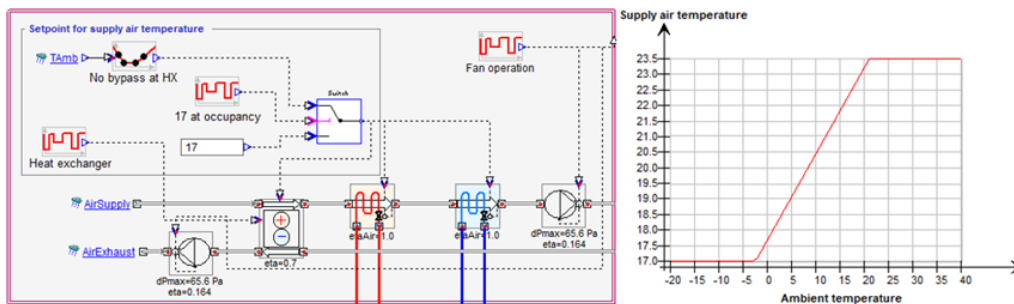 Setpoint for supply air temperature
TAmb
No bypass at HX
Fan operation
Switch
17 at occupancy
17
Heat exchanger
AirSupply
etaAir=1.0
etaAir=1.0
dPmax=65.6 Pa
eta=0.164
AirExhaust
dPmax=65.6 Pa
eta=0.164
eta=0.7
Supply air temperature
23.5
23.0
22.5
22.0
21.5
21.0
20.5
20.0
19.5
19.0
18.5
18.0
17.5
17.0
-20 -15 -10 -5 0 5 10 15 20 25 30 35 40
Ambient temperature